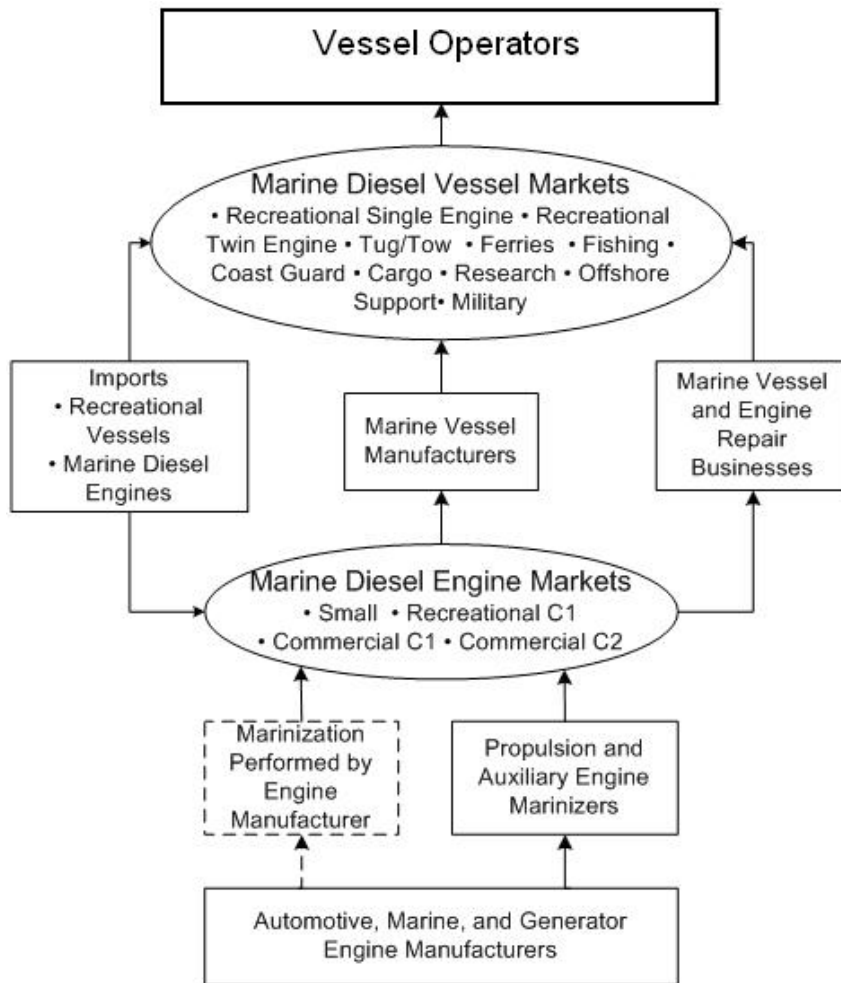 Vessel Operators
Marine Diesel Vessel Markets
• Recreational Single Engine • Recreational
Twin Engine • Tug/Tow • Ferries • Fishing •
Coast Guard • Cargo • Research • Offshore
Support• Military
Imports
• Recreational
Vessels
• Marine Diesel
Engines
Marine Vessel
Manufacturers
Marine Vessel
and Engine
Repair
Businesses
Marine Diesel Engine Markets
• Small • Recreational C1
• Commercial C1 • Commercial C2
Marinization
Performed by
Engine
Manufacturer
Propulsion and
Auxiliary Engine
Marinizers
Automotive, Marine, and Generator
Engine Manufacturers